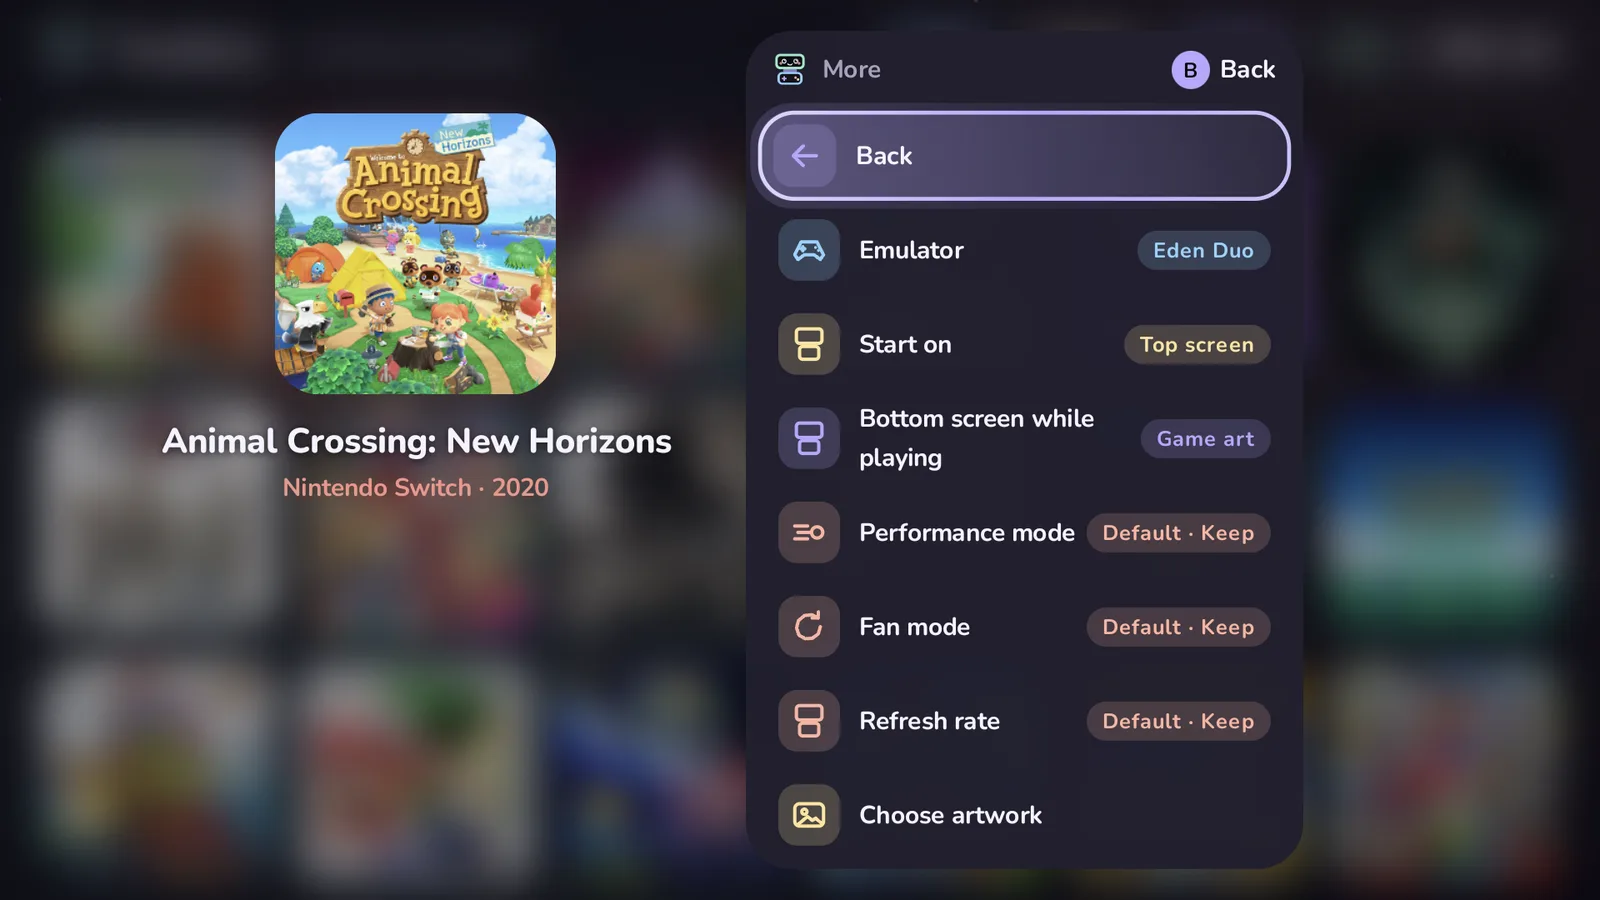 More
B Back
Back
New
Horizons
Welcome to
Animal
Crossing
Animal Crossing: New Horizons
Nintendo Switch · 2020
Emulator
Eden Duo
Start on
Top screen
Bottom screen while
playing
Game art
Performance mode
Default · Keep
Fan mode
Default · Keep
Refresh rate
Default · Keep
Choose artwork